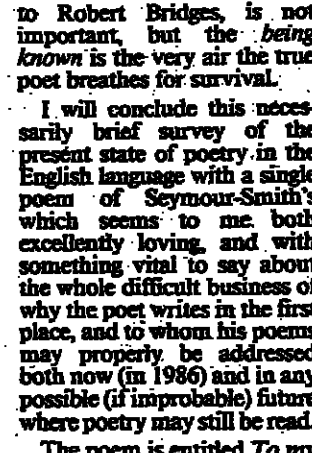 to Robert Bridges, is not
important, but the being
known is the very air the true
poet breathes for survival.
I will conclude this neces-
sarily brief survey of the
present state of poetry in the
English language with a single
poem of Seymour-Smith's
which seems to me both
excellently loving, and with
something vital to say about
the whole difficult business of
why the poet writes in the first
place, and to whom his poems
may properly be addressed
both now (in 1986) and in any
possible (if improbable) future
where poetry may still be read.
The poem is entitled To my